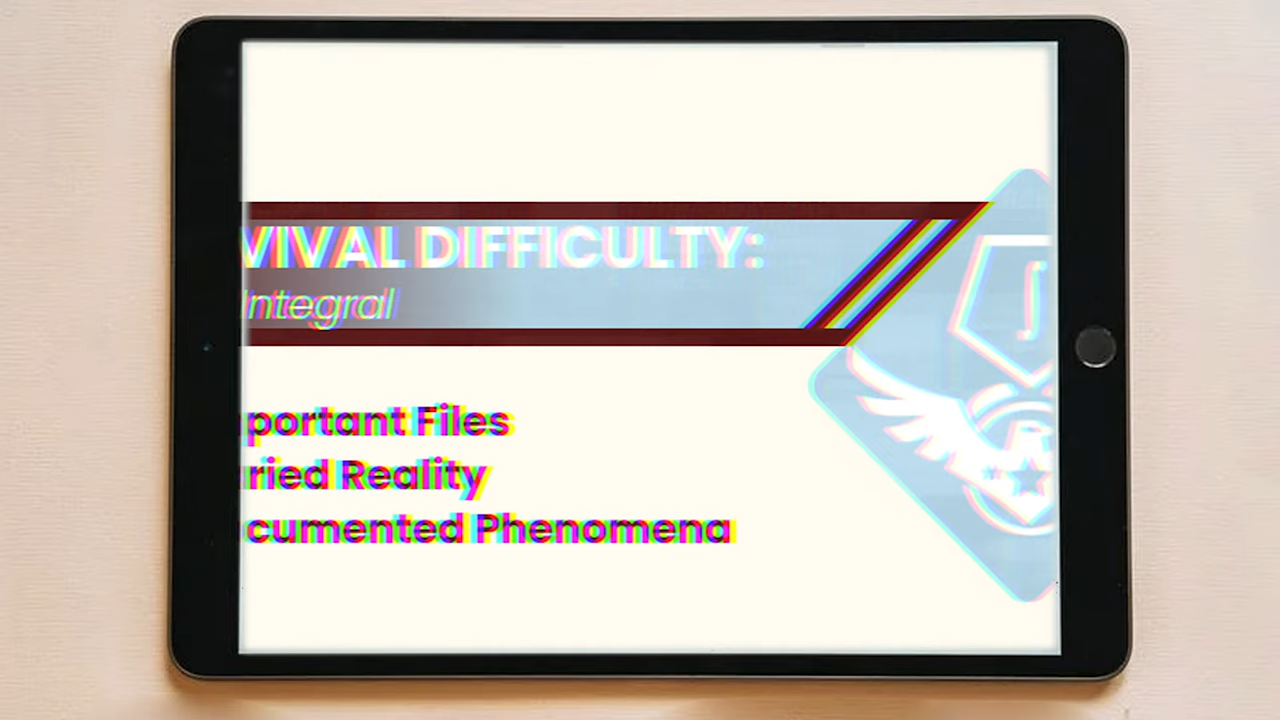 VIVAL DIFFICULTY:
Integral
portant Files
ried Reality
cumented Phenomena
∫
R